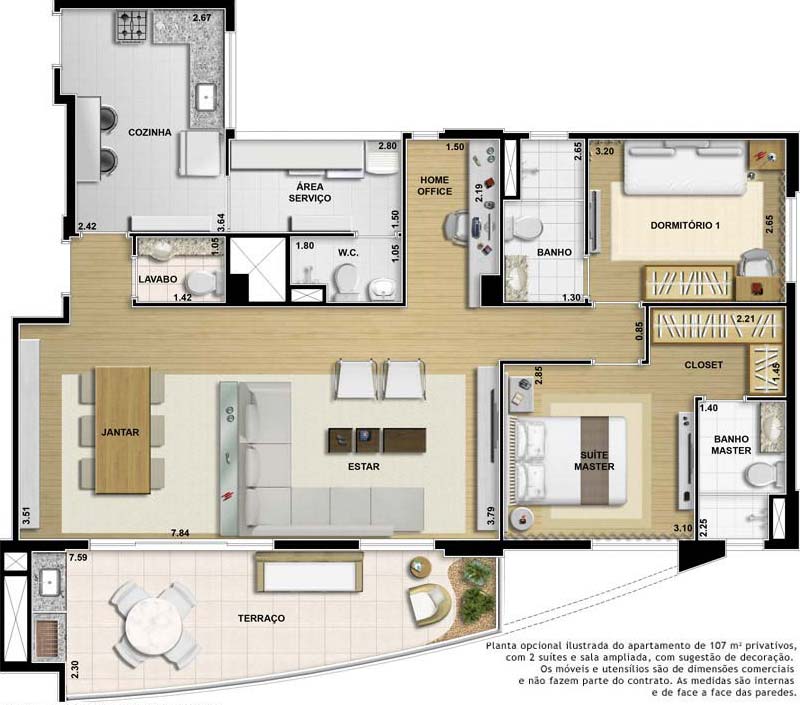 2.67
COZINHA
2.42
3.64
2.80
ÁREA
SERVIÇO
1.50
1.50
HOME
OFFICE
2.19
2.65
BANHO
1.30
3.20
DORMITÓRIO 1
2.65
1.05
LAVABO
1.42
1.80
W.C.
1.05
0.85
2.21
CLOSET
1.45
2.85
JANTAR
ESTAR
3.51
7.84
3.79
SUÍTE
MASTER
3.10
1.40
BANHO
MASTER
2.25
7.59
TERRAÇO
2.30
Planta opcional ilustrada do apartamento de 107 m² privativos,
com 2 suítes e sala ampliada, com sugestão de decoração.
Os móveis e utensílios são de dimensões comerciais
e não fazem parte do contrato. As medidas são internas
e de face a face das paredes.